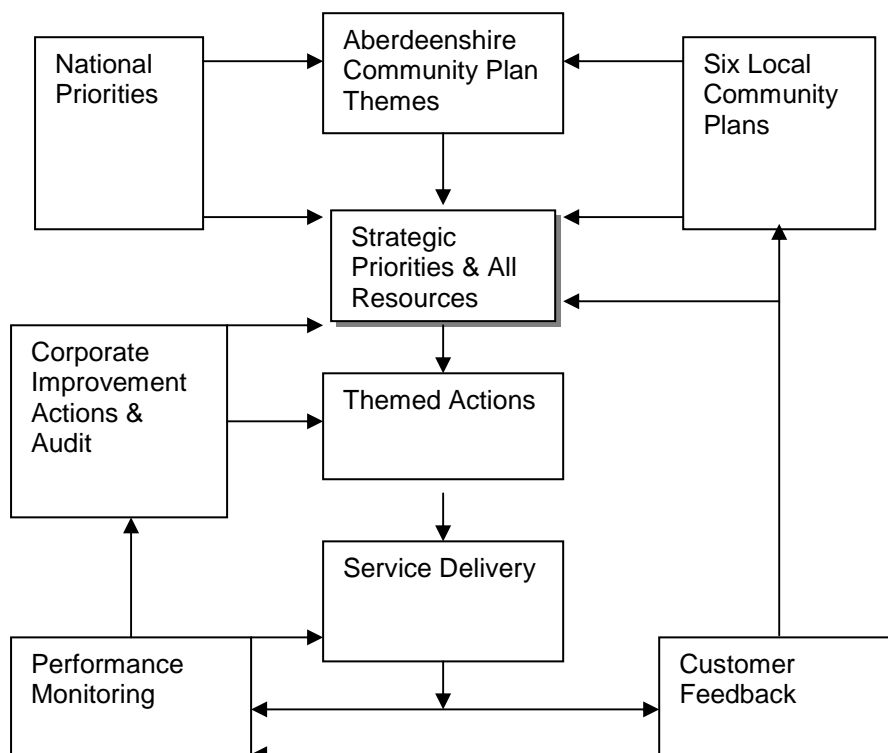 National
Priorities
Aberdeenshire
Community Plan
Themes
Six Local
Community
Plans
Strategic
Priorities & All
Resources
Corporate
Improvement
Actions &
Audit
Themed Actions
Service Delivery
Performance
Monitoring
Customer
Feedback